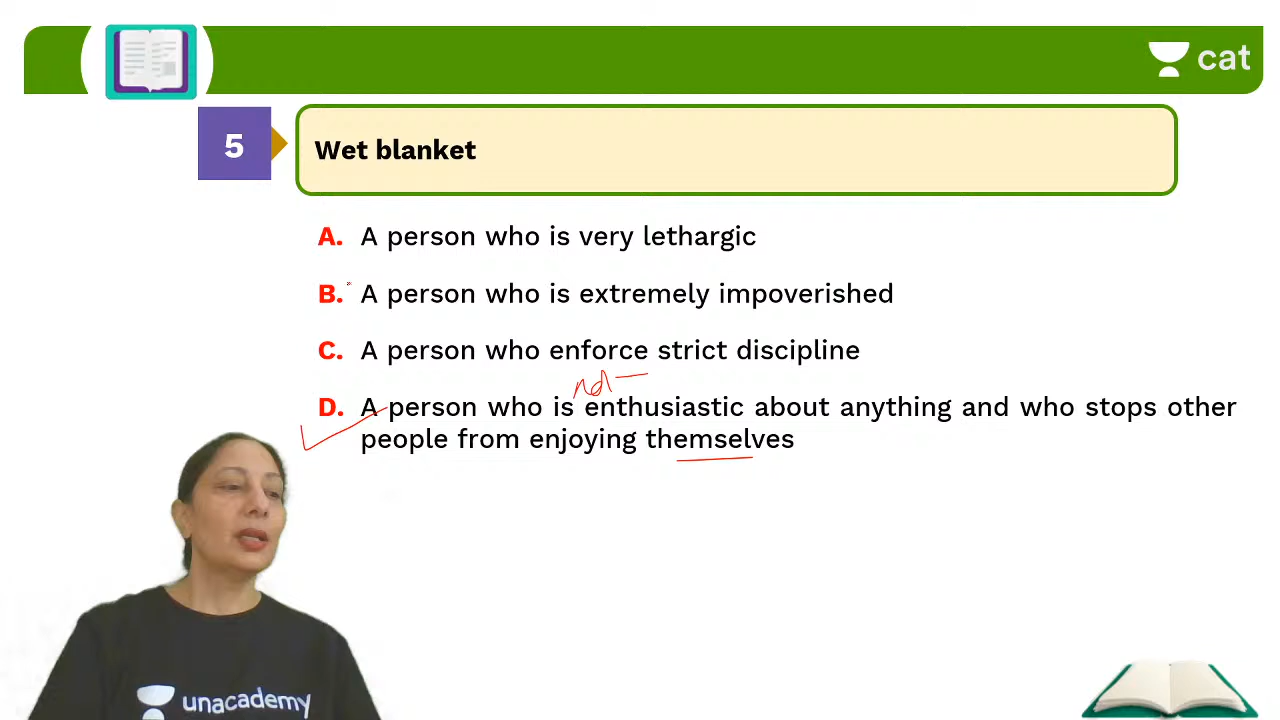 cat
5
Wet blanket
A. A person who is very lethargic
B. A person who is extremely impoverished
C. A person who enforce strict discipline
not
D. A person who is enthusiastic about anything and who stops other
people from enjoying themselves
unacademy